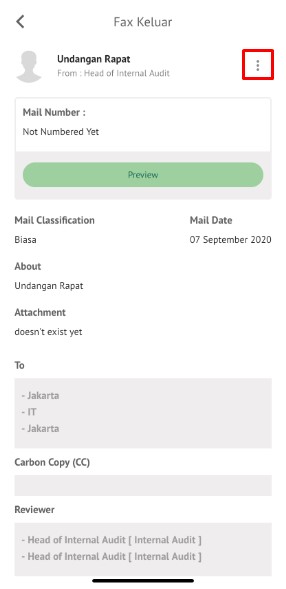 Fax Keluar
Undangan Rapat
From : Head of Internal Audit
Mail Number :
Not Numbered Yet
Preview
Mail Classification
Mail Date
Biasa
07 September 2020
About
Undangan Rapat
Attachment
doesn't exist yet
To
- Jakarta
- IT
- Jakarta
Carbon Copy (CC)
Reviewer
- Head of Internal Audit [ Internal Audit ]
- Head of Internal Audit [ Internal Audit ]